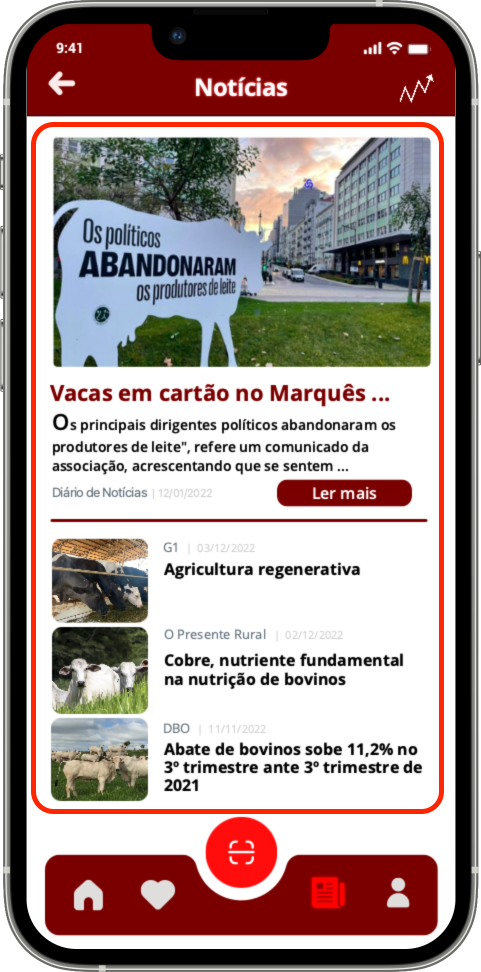 9:41
Notícias
Os políticos
ABANDONARAM
os produtores de leite
Vacas em cartão no Marquês ...
Os principais dirigentes políticos abandonaram os
produtores de leite", refere um comunicado da
associação, acrescentando que se sentem ...
Diário de Notícias | 12/01/2022
Ler mais
G1 | 03/12/2022
Agricultura regenerativa
O Presente Rural | 02/12/2022
Cobre, nutriente fundamental
na nutrição de bovinos
DBO | 11/11/2022
Abate de bovinos sobe 11,2% no
3º trimestre ante 3º trimestre de
2021